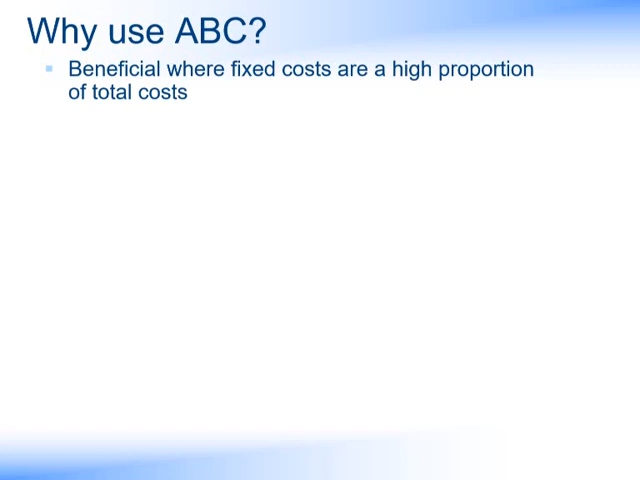 Why use ABC?
Beneficial where fixed costs are a high proportion
of total costs